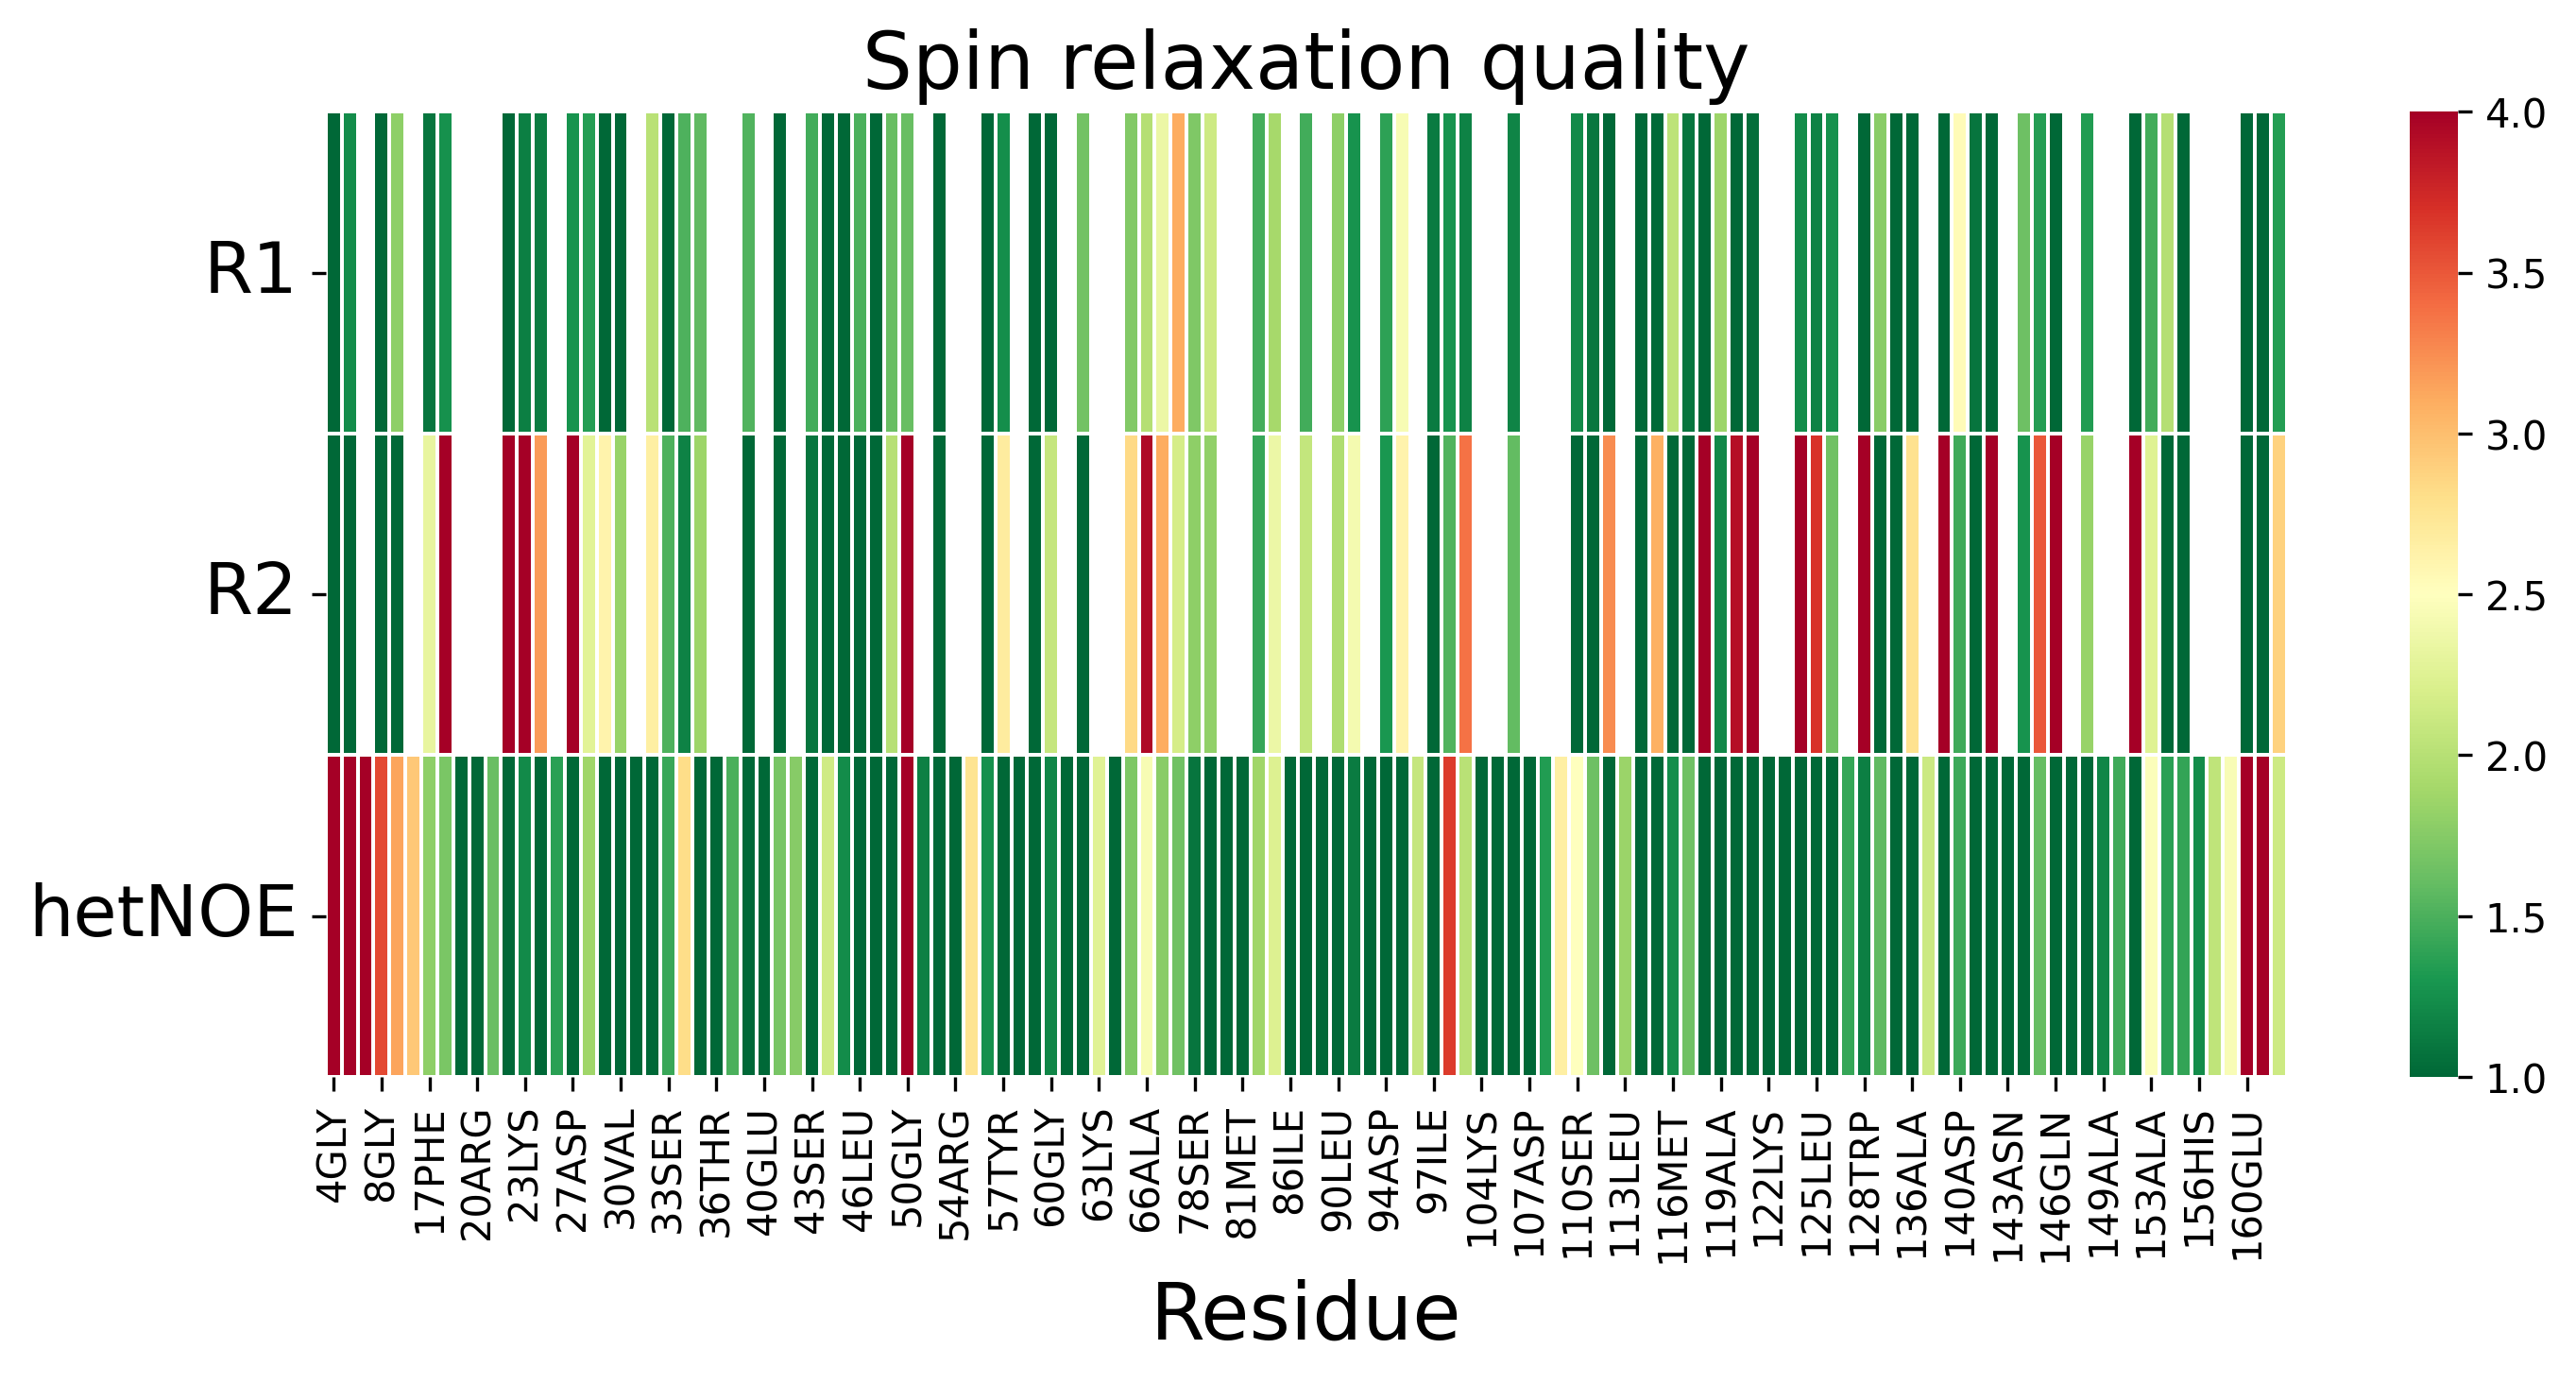 Spin relaxation quality
R1
R2
hetNOE
4GLY 8GLY 17PHE 20ARG 23LYS 27ASP 30VAL 33SER 36THR 40GLU 43SER 46LEU 50GLY 54ARG 57TYR 60GLY 63LYS 66ALA 78SER 81MET 86ILE 90LEU 94ASP 97ILE 104LYS 107ASP 110SER 113LEU 116MET 119ALA 122LYS 125LEU 128TRP 136ALA 140ASP 143ASN 146GLN 149ALA 153ALA 156HIS 160GLU
Residue
4.0
3.5
3.0
2.5
2.0
1.5
1.0